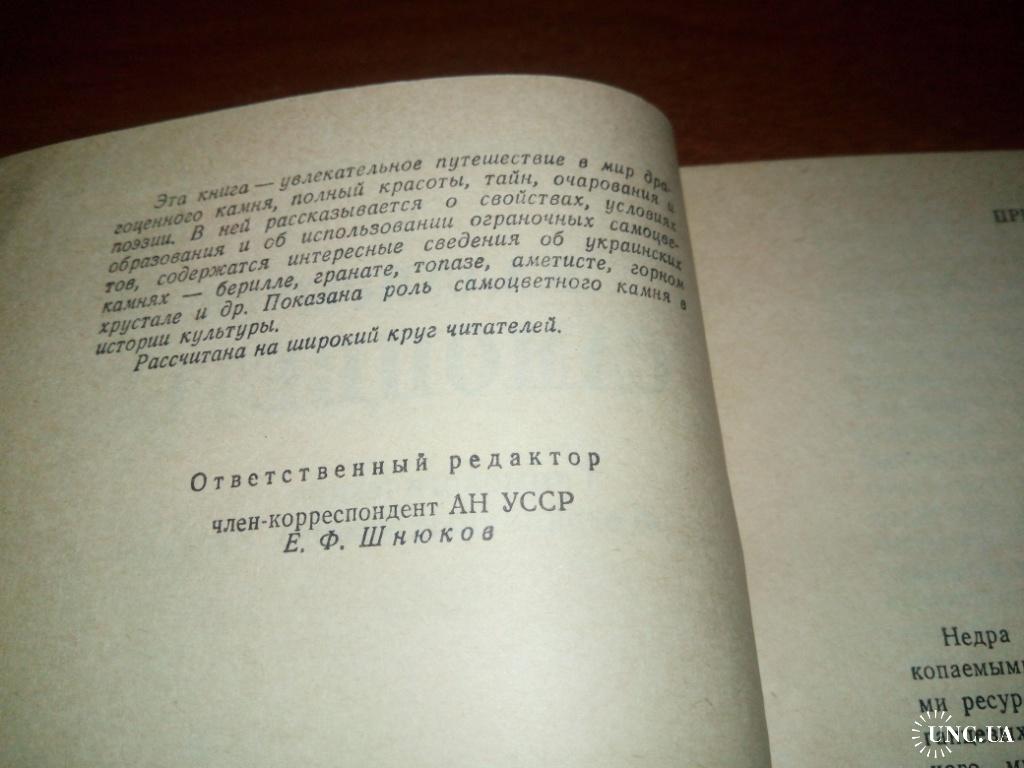 Эта книга — увлекательное путешествие в мир дра-
гоценного камня, полный красоты, тайн, очарования и
поэзии. В ней рассказывается о свойствах, условиях
образования и об использовании ограночных самоцве-
тов, содержатся интересные сведения об украинских
камнях — берилле, гранате, топазе, аметисте, горном
хрустале и др. Показана роль самоцветного камня в
истории культуры.
Рассчитана на широкий круг читателей.
Ответственный редактор
член-корреспондент АН УССР
Е. Ф. Шнюков
ПРЕ
Недра
копаемыми
ми ресур
UNC.UA